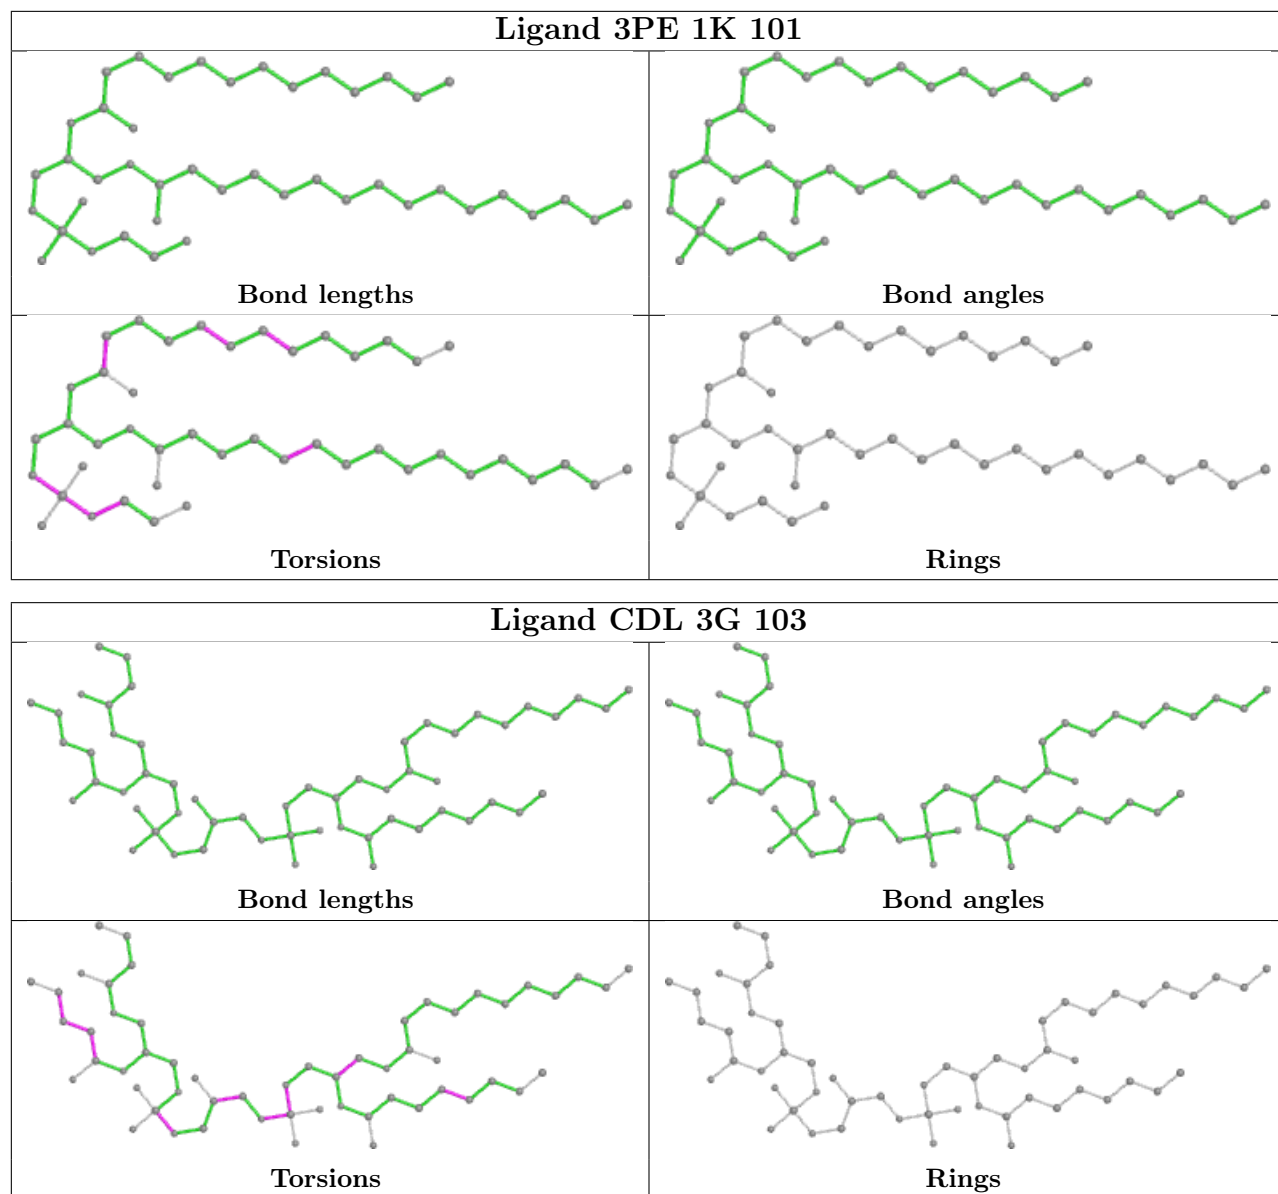 Ligand 3PE 1K 101
Bond lengths
Bond angles
Torsions
Rings
Ligand CDL 3G 103
Bond lengths
Bond angles
Torsions
Rings